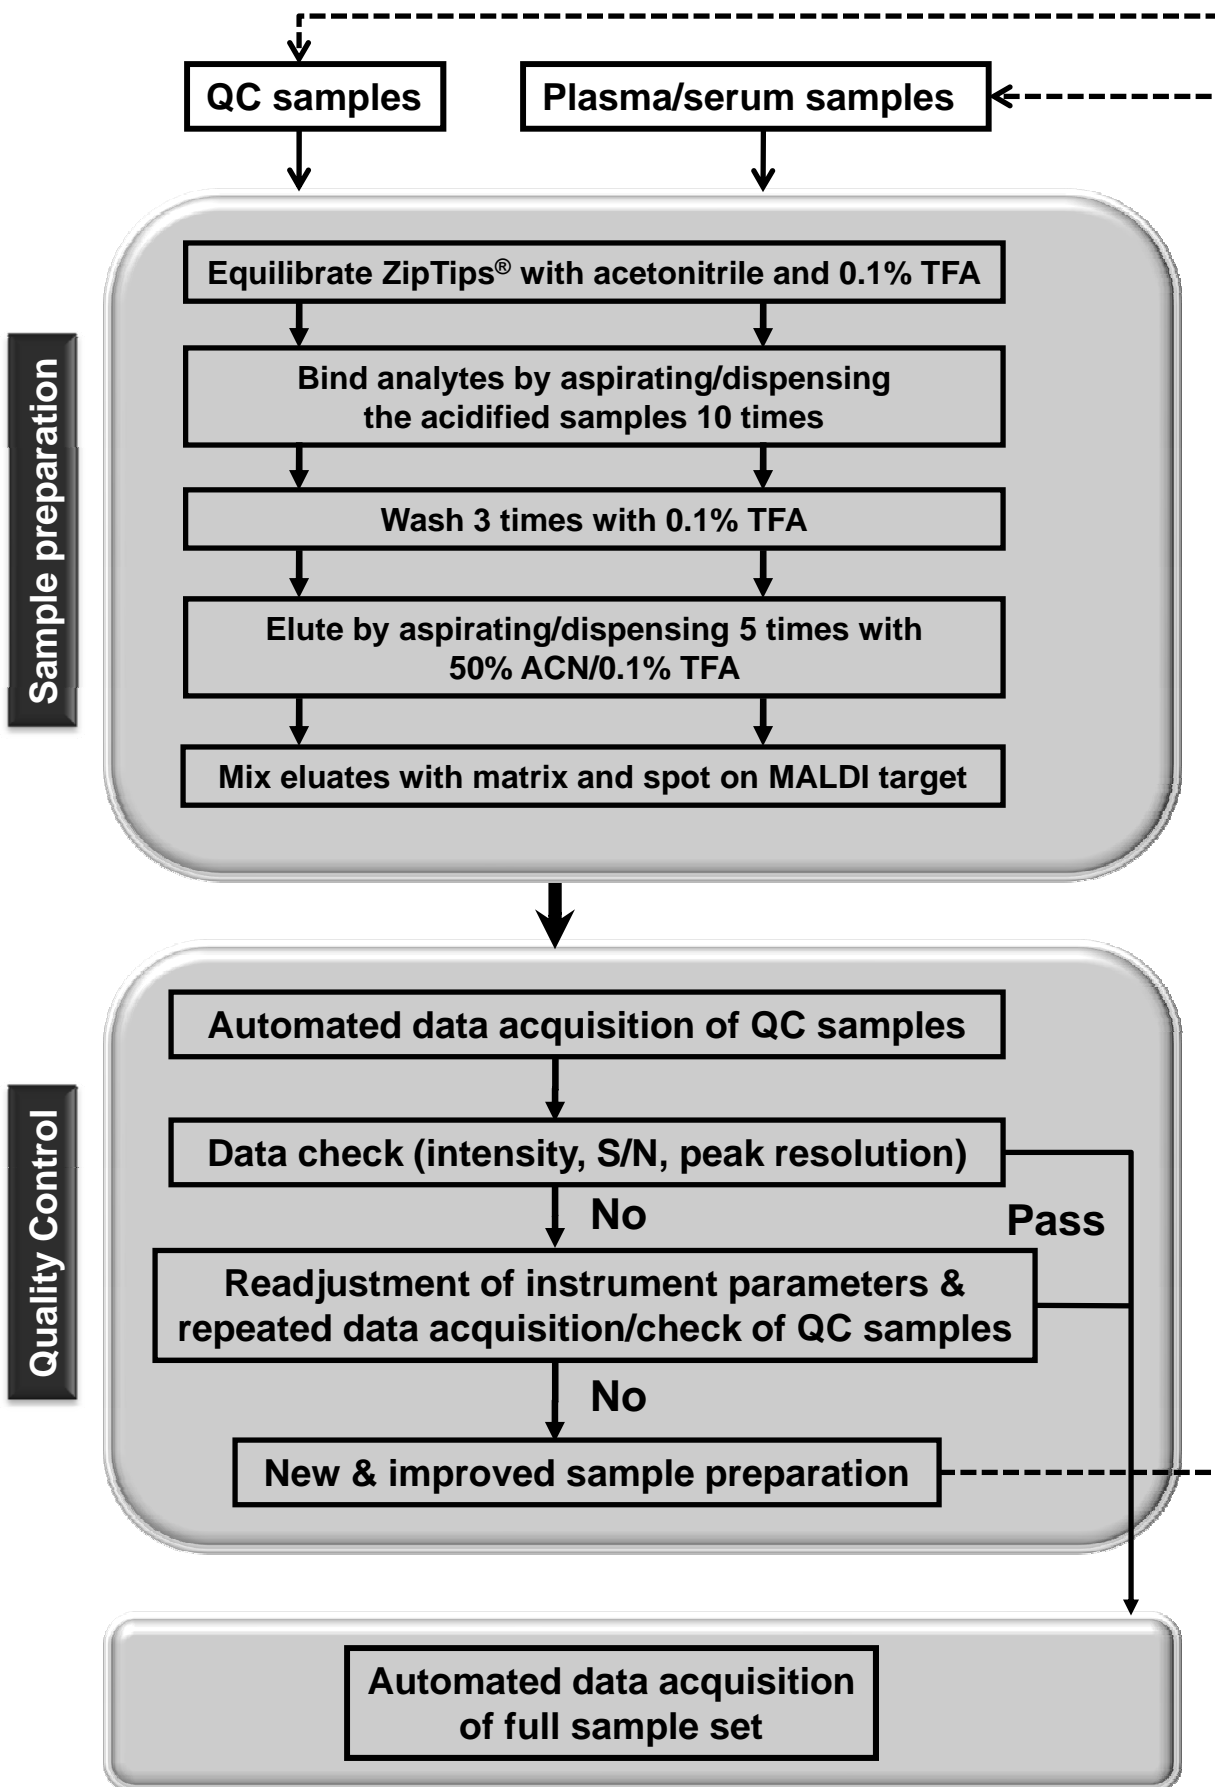 QC samples
Plasma/serum samples
Sample preparation
Equilibrate ZipTips® with acetonitrile and 0.1% TFA
Bind analytes by aspirating/dispensing
the acidified samples 10 times
Wash 3 times with 0.1% TFA
Elute by aspirating/dispensing 5 times with
50% ACN/0.1% TFA
Mix eluates with matrix and spot on MALDI target
Quality Control
Automated data acquisition of QC samples
Data check (intensity, S/N, peak resolution)
No
Pass
Readjustment of instrument parameters &
repeated data acquisition/check of QC samples
No
New & improved sample preparation
Automated data acquisition
of full sample set